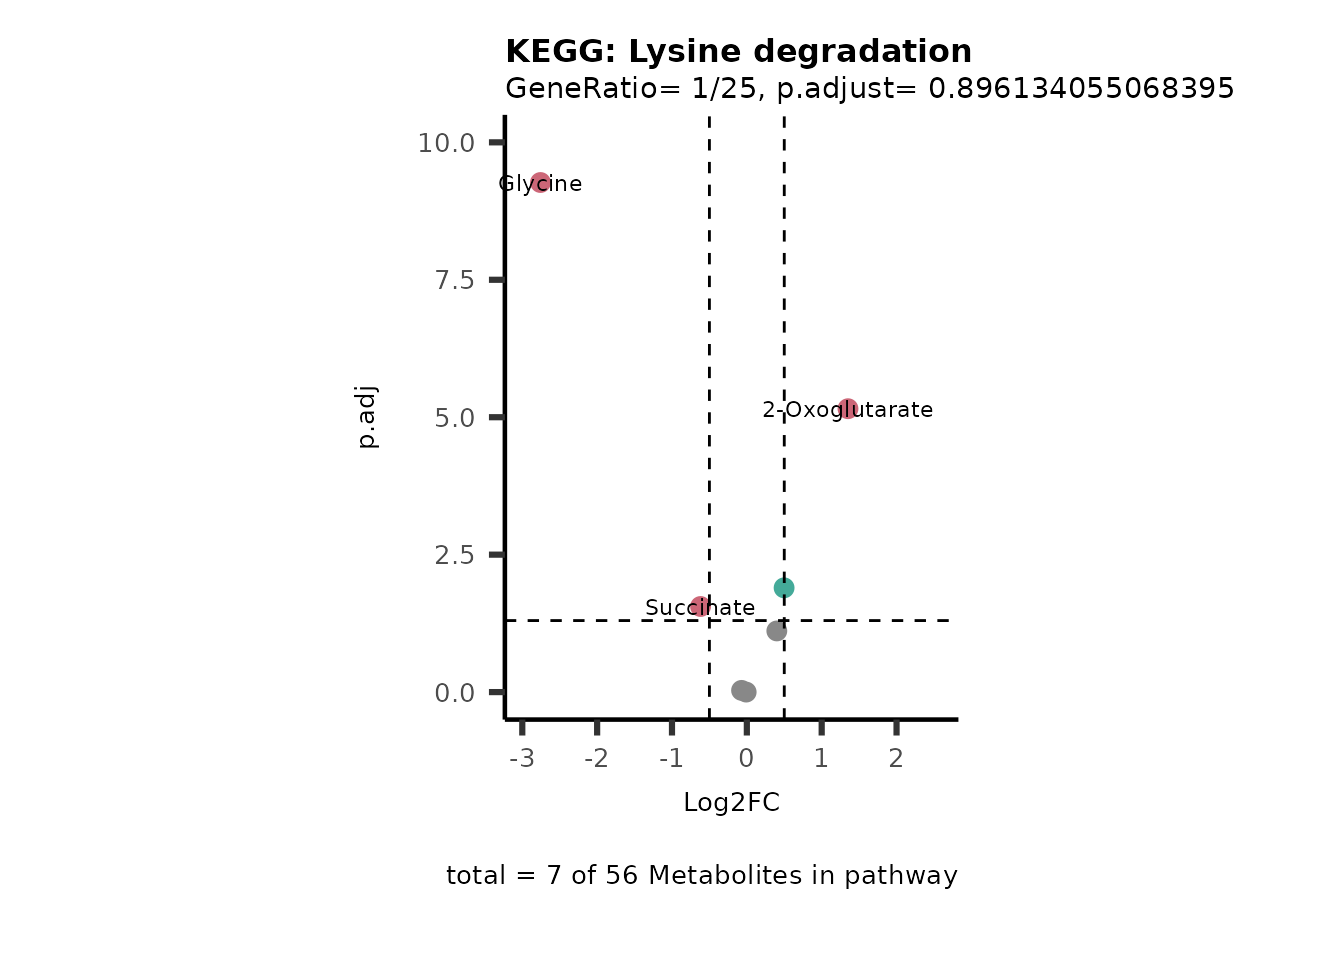 KEGG: Lysine degradation
GeneRatio= 1/25, p.adjust= 0.896134055068395
10.0
Glycine
7.5
p.adj
5.0
2-Oxoglutarate
2.5
Succinate
0.0
-3 -2 -1 0 1 2
Log2FC
total = 7 of 56 Metabolites in pathway